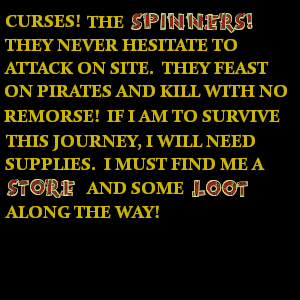 CURSES! THE SPINNERS!
THEY NEVER HESITATE TO
ATTACK ON SITE. THEY FEAST
ON PIRATES AND KILL WITH NO
REMORSE! IF I AM TO SURVIVE
THIS JOURNEY, I WILL NEED
SUPPLIES. I MUST FIND ME A
STORE AND SOME LOOT
ALONG THE WAY!